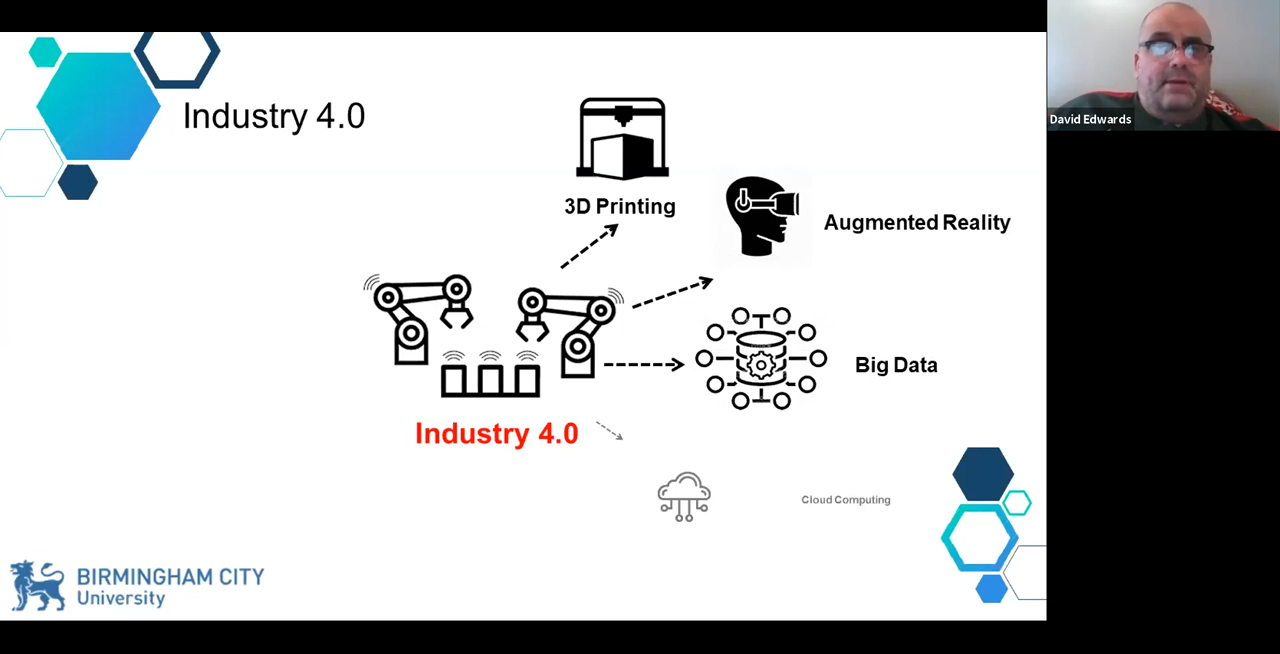 Industry 4.0
David Edwards
3D Printing
Augmented Reality
Big Data
Industry 4.0
Cloud Computing
BIRMINGHAM CITY
University